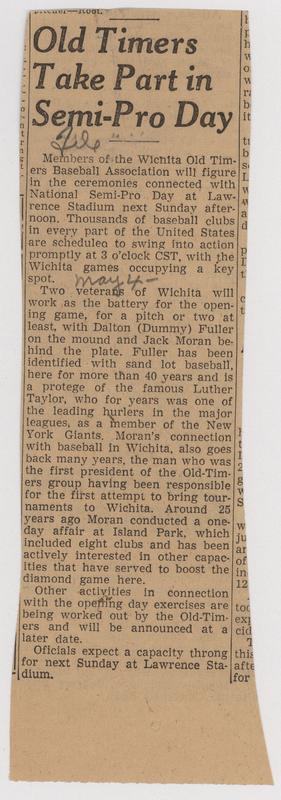 Pitcher—Root.
Old Timers
Take Part in
Semi-Pro Day
File
Members of the Wichita Old Tim-
ers Baseball Association will figure
in the ceremonies connected with
National Semi-Pro Day at Law-
rence Stadium next Sunday after-
noon. Thousands of baseball clubs
in every part of the United States
are scheduled to swing into action
promptly at 3 o'clock CST, with the
Wichita games occupying a key
spot.
May 4-
Two veterans of Wichita will
work as the battery for the open-
ing game, for a pitch or two at
least, with Dalton (Dummy) Fuller
on the mound and Jack Moran be-
hind the plate. Fuller has been
identified with sand lot baseball,
here for more than 40 years and is
a protege of the famous Luther
Taylor, who for years was one of
the leading hurlers in the major
leagues, as a member of the New
York Giants. Moran's connection
with baseball in Wichita, also goes
back many years, the man who was
the first president of the Old-Tim-
ers group having been responsible
for the first attempt to bring tour-
naments to Wichita. Around 25
years ago Moran conducted a one-
day affair at Island Park, which
included eight clubs and has been
actively interested in other capac-
ities that have served to boost the
diamond game here.
Other activities in connection
with the opening day exercises are
being worked out by the Old-Tim-
ers and will be announced at a
later date.
Oficials expect a capacity throng
for next Sunday at Lawrence Sta-
dium.